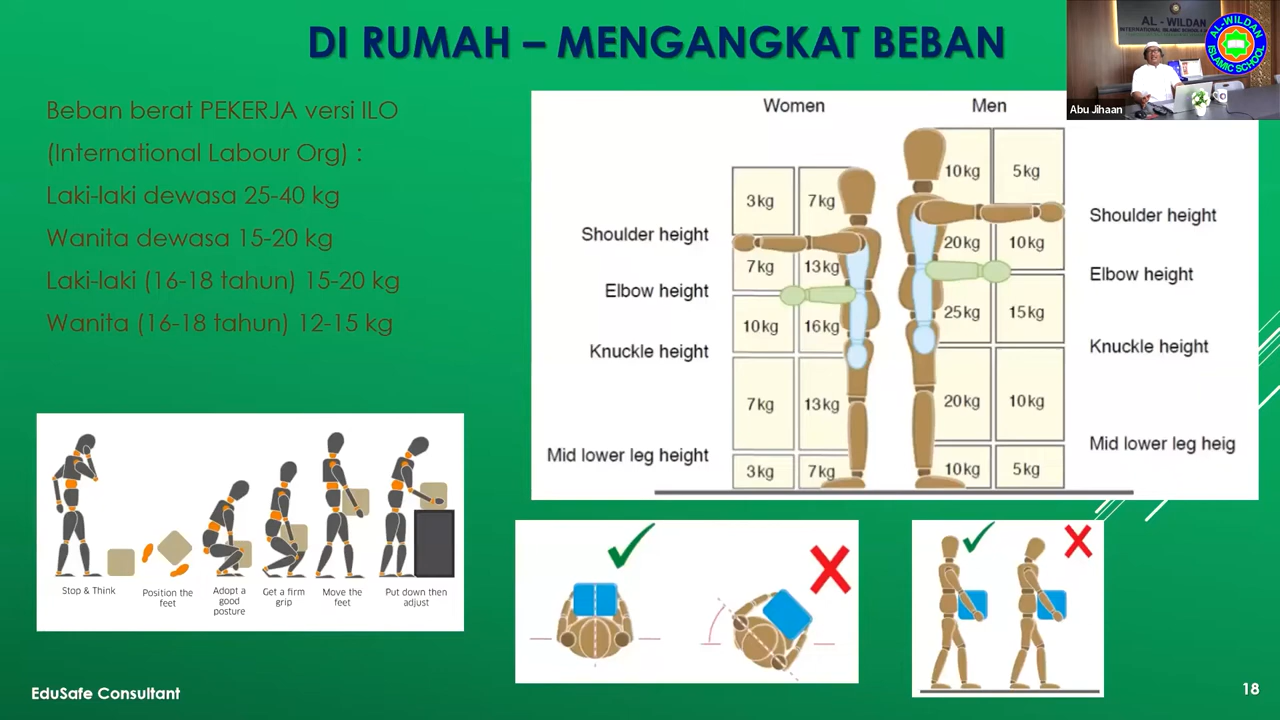 DI RUMAH – MENGANGKAT BEBAN
AL - WILDAN
INTERNATIONAL ISLAMIC SCHOOL
AL-WILDAN
ISLAMIC SCHOOL
Abu Jihaan
Beban berat PEKERJA versi ILO
(International Labour Org) :
Laki-laki dewasa 25-40 kg
Wanita dewasa 15-20 kg
Laki-laki (16-18 tahun) 15-20 kg
Wanita (16-18 tahun) 12-15 kg
Women
Men
3kg 7kg
10kg 5kg
Shoulder height
Shoulder height
7kg 13kg
20kg 10kg
Elbow height
Elbow height
10kg 16kg
25kg 15kg
Knuckle height
Knuckle height
7kg 13kg
20kg 10kg
Mid lower leg height
Mid lower leg heig
3kg 7kg
10kg 5kg
Stop & Think
Position the
feet
Adopt a
good
posture
Get a firm
grip
Move the
feet
Put down then
adjust
EduSafe Consultant
18